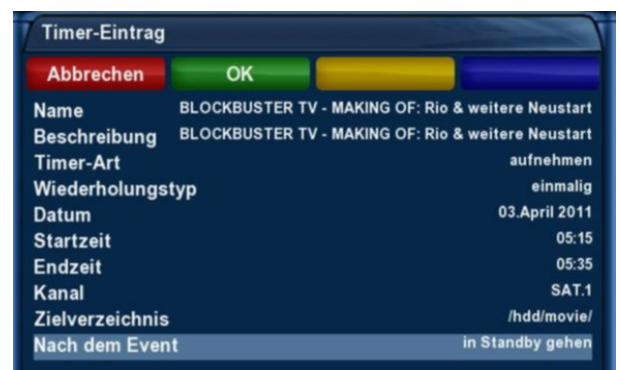 Timer-Eintrag
Abbrechen OK
Name BLOCKBUSTER TV - MAKING OF: Rio & weitere Neustart
Beschreibung BLOCKBUSTER TV - MAKING OF: Rio & weitere Neustart
Timer-Art aufnehmen
Wiederholungstyp einmalig
Datum 03.April 2011
Startzeit 05:15
Endzeit 05:35
Kanal SAT.1
Zielverzeichnis /hdd/movie/
Nach dem Event in Standby gehen